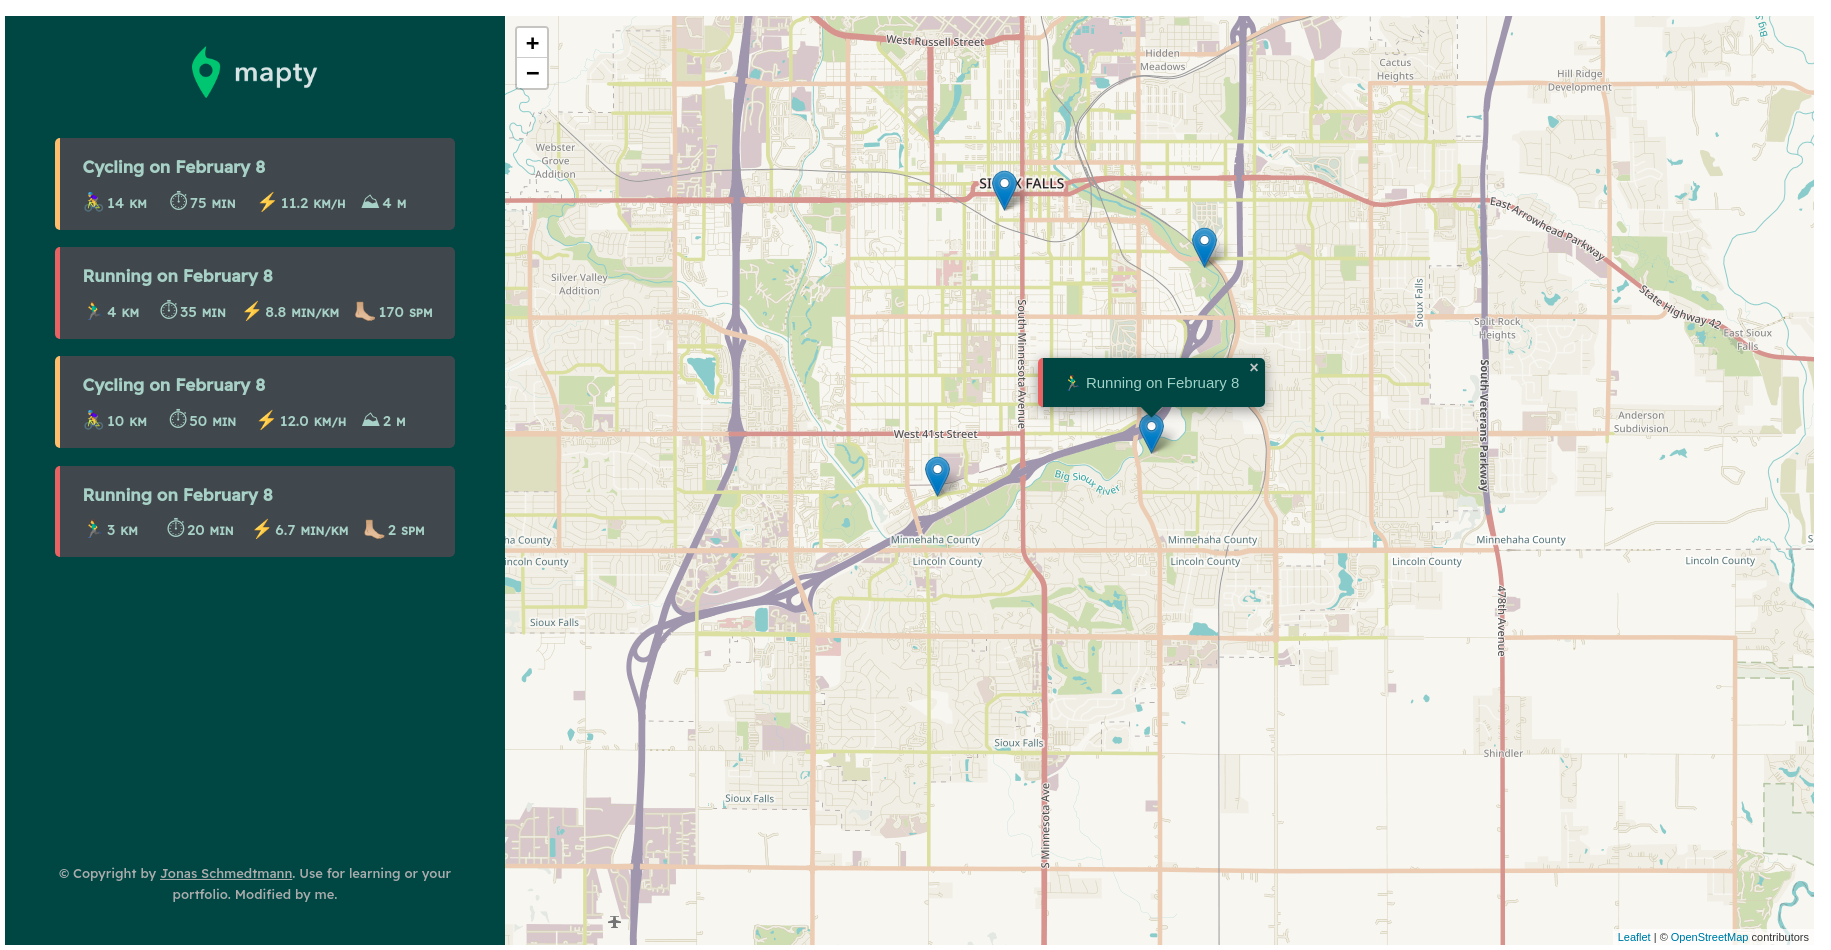 mapty
Cycling on February 8
14 KM 75 MIN 11.2 KM/H 4 M
Running on February 8
4 KM 35 MIN 8.8 MIN/KM 170 SPM
Cycling on February 8
10 KM 50 MIN 12.0 KM/H 2 M
Running on February 8
3 KM 20 MIN 6.7 MIN/KM 2 SPM
© Copyright by Jonas Schmedtmann. Use for learning or your
portfolio. Modified by me.
+
−
West Russell Street
Hidden
Meadows
Cactus
Heights
Hill Ridge
Development
Big S
Webster
Grove
Addition
SIOUX FALLS
East Arrowhead Parkway
Silver Valley
Addition
South Minnesota Avenue
Sioux Falls
State Highway 42
Split Rock
Heights
East Sioux
Falls
Running on February 8
×
South Veterans Parkway
Anderson
Subdivision
West 41st Street
Big Sioux River
ha County
incoln County
Minnehaha County
Lincoln County
Minnehaha County
Lincoln County
Minnehaha County
Lincoln County
Lincoln County
S
478th Avenue
Sioux Falls
Sioux Falls
Shindler
Sioux Falls
S Minnesota Ave
Leaflet | © OpenStreetMap contributors